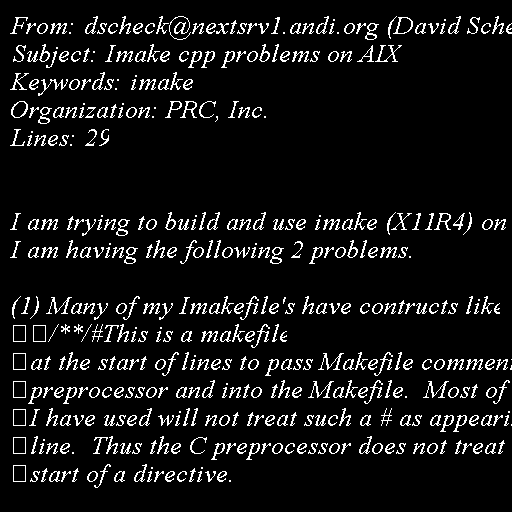 From: dscheck@nextsrv1.andi.org (David Sche
Subject: Imake cpp problems on AIX
Keywords: imake
Organization: PRC, Inc.
Lines: 29
I am trying to build and use imake (X11R4) on
I am having the following 2 problems.
(1) Many of my Imakefile's have contructs like
/**/#This is a makefile
at the start of lines to pass Makefile commen
preprocessor and into the Makefile.  Most of
I have used will not treat such a # as appeari
line.  Thus the C preprocessor does not treat
start of a directive.